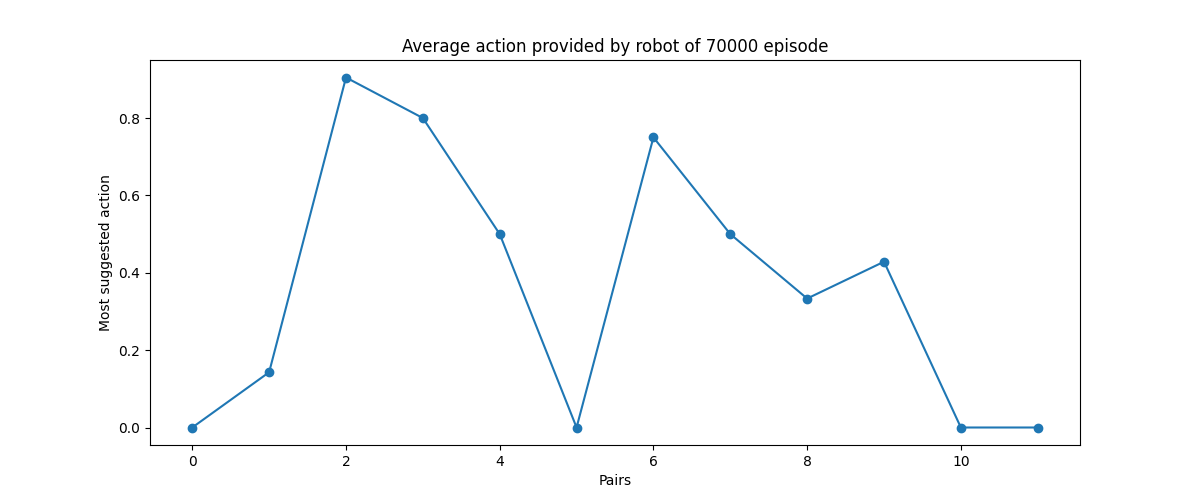 Average action provided by robot of 70000 episode
Most suggested action
0.8
0.6
0.4
0.2
0.0
0 2 4 6 8 10
Pairs